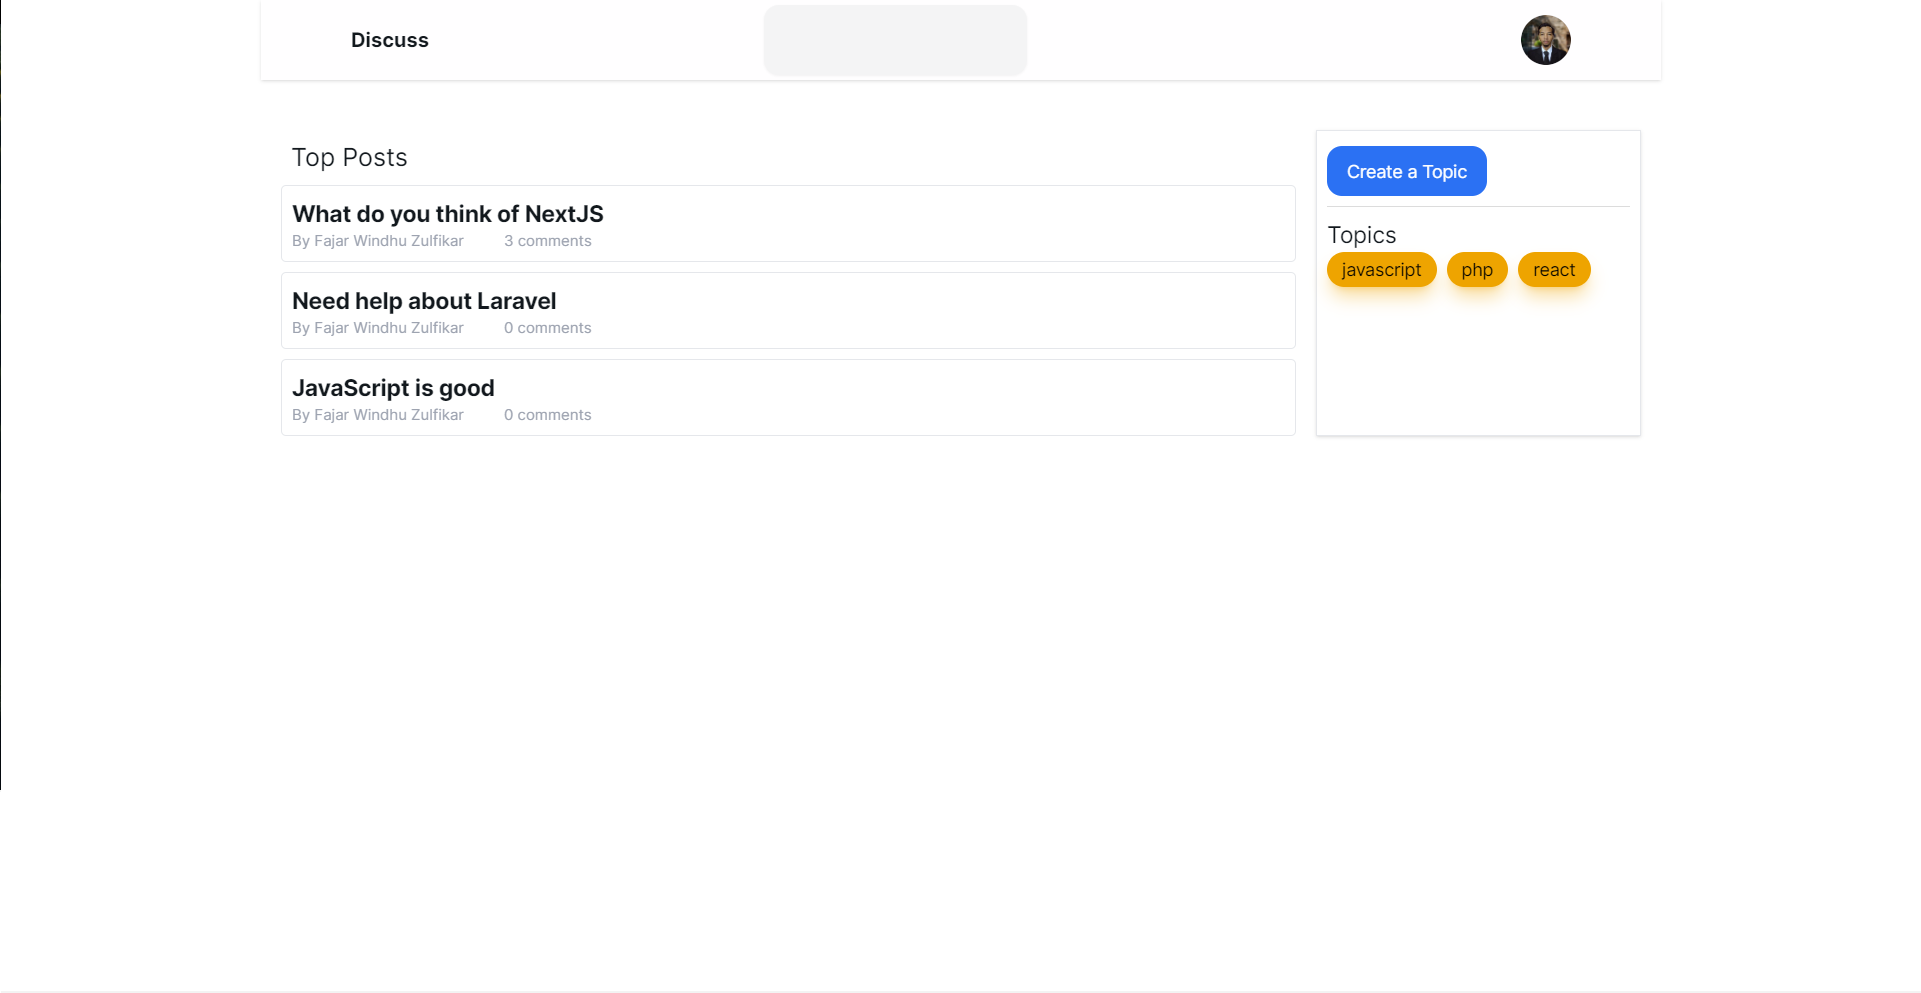 Discuss
Top Posts
What do you think of NextJS
By Fajar Windhu Zulfikar 3 comments
Need help about Laravel
By Fajar Windhu Zulfikar 0 comments
JavaScript is good
By Fajar Windhu Zulfikar 0 comments
Create a Topic
Topics
javascript php react